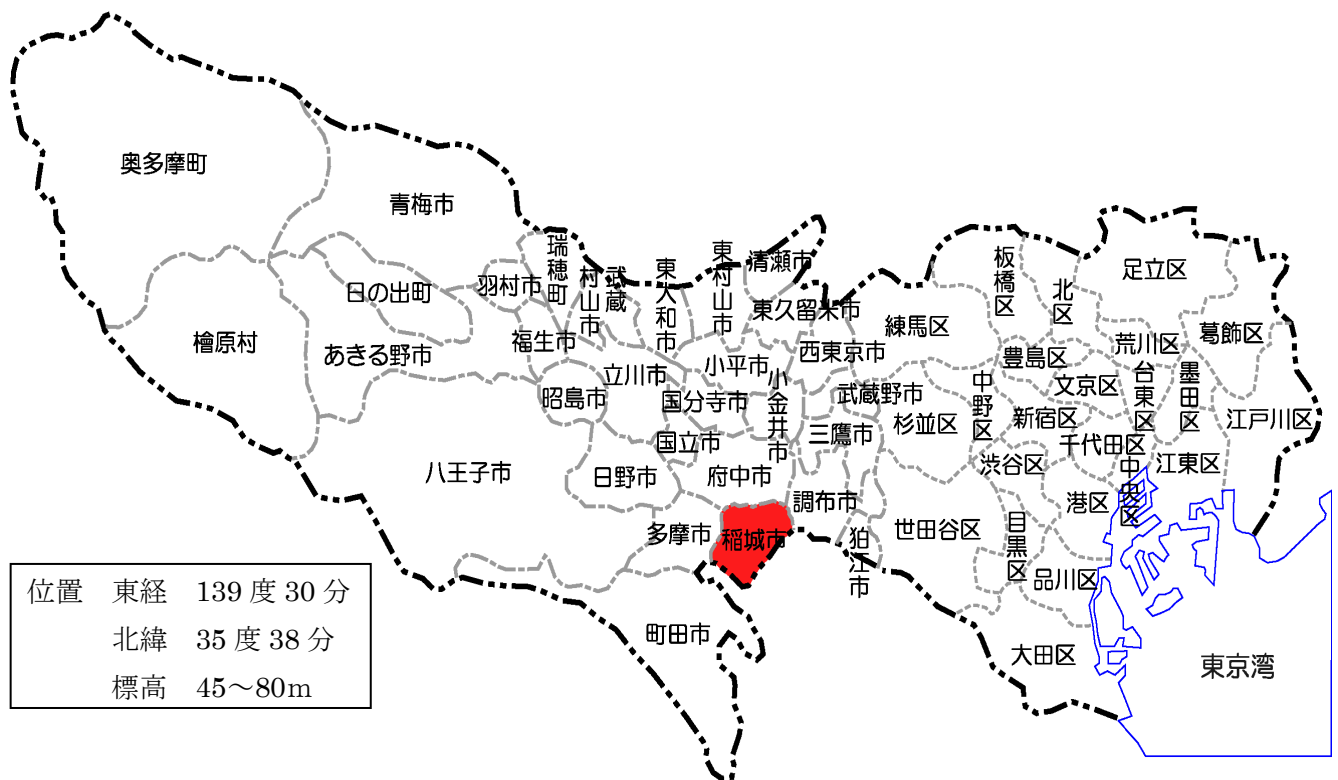 奥多摩町
青梅市
瑞穂町
羽村市
日の出町
檜原村
あきる野市
福生市
武蔵
村山市
東大和市
東村山市
清瀬市
東久留米市
西東京市
小平市
立川市
昭島市
国分寺市
小金井市
国立市
武蔵野市
三鷹市
八王子市
日野市
府中市
調布市
多摩市
稲城市
狛江市
町田市
練馬区
板橋区
北区
足立区
葛飾区
荒川区
豊島区
文京区
台東区
墨田区
江戸川区
中野区
杉並区
新宿区
千代田区
渋谷区
中央区
江東区
港区
世田谷区
目黒区
品川区
大田区
東京湾
位置 東経 139 度 30 分
北緯 35 度 38 分
標高 45～80m